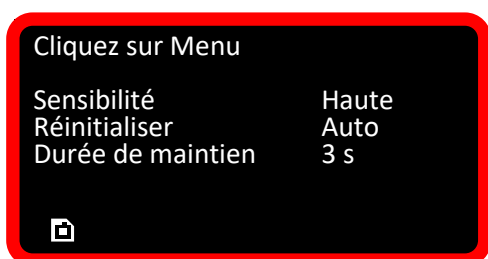 Cliquez sur Menu
Sensibilité Haute
Réinitialiser Auto
Durée de maintien 3 s